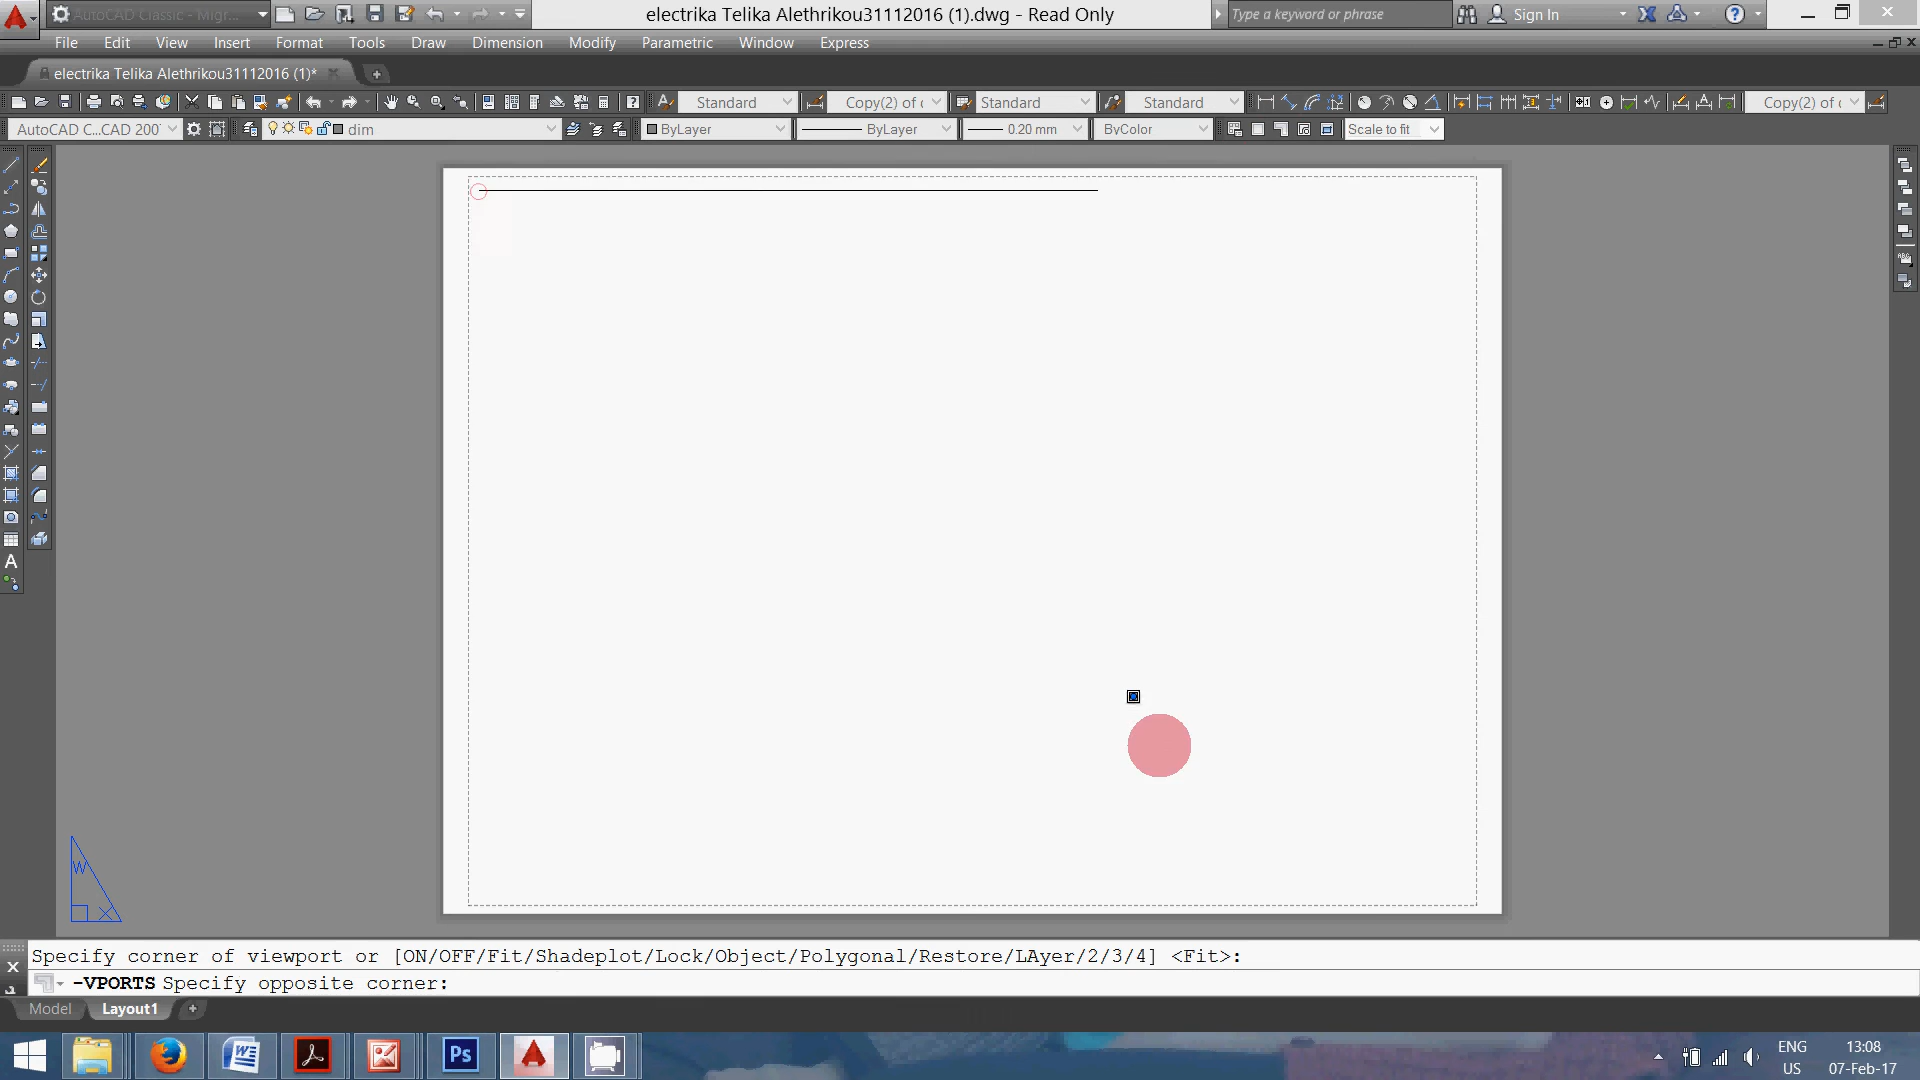 AutoCAD Classic - Migr...
electrika Telika Alethrikou31112016 (1).dwg - Read Only
Type a keyword or phrase
Sign In
File Edit View Insert Format Tools Draw Dimension Modify Parametric Window Express
electrika Telika Alethrikou31112016 (1)*
Standard Copy(2) of Standard Standard Copy(2) of
AutoCAD C...CAD 200 dim ByLayer ByLayer 0.20 mm ByColor Scale to fit
A
W
X
Specify corner of viewport or [ON/OFF/Fit/Shadeplot/Lock/Object/Polygonal/Restore/LAyer/2/3/4] <Fit>:
-VPORTS Specify opposite corner:
Model Layout1
Ps
ENG 13:08
US 07-Feb-17